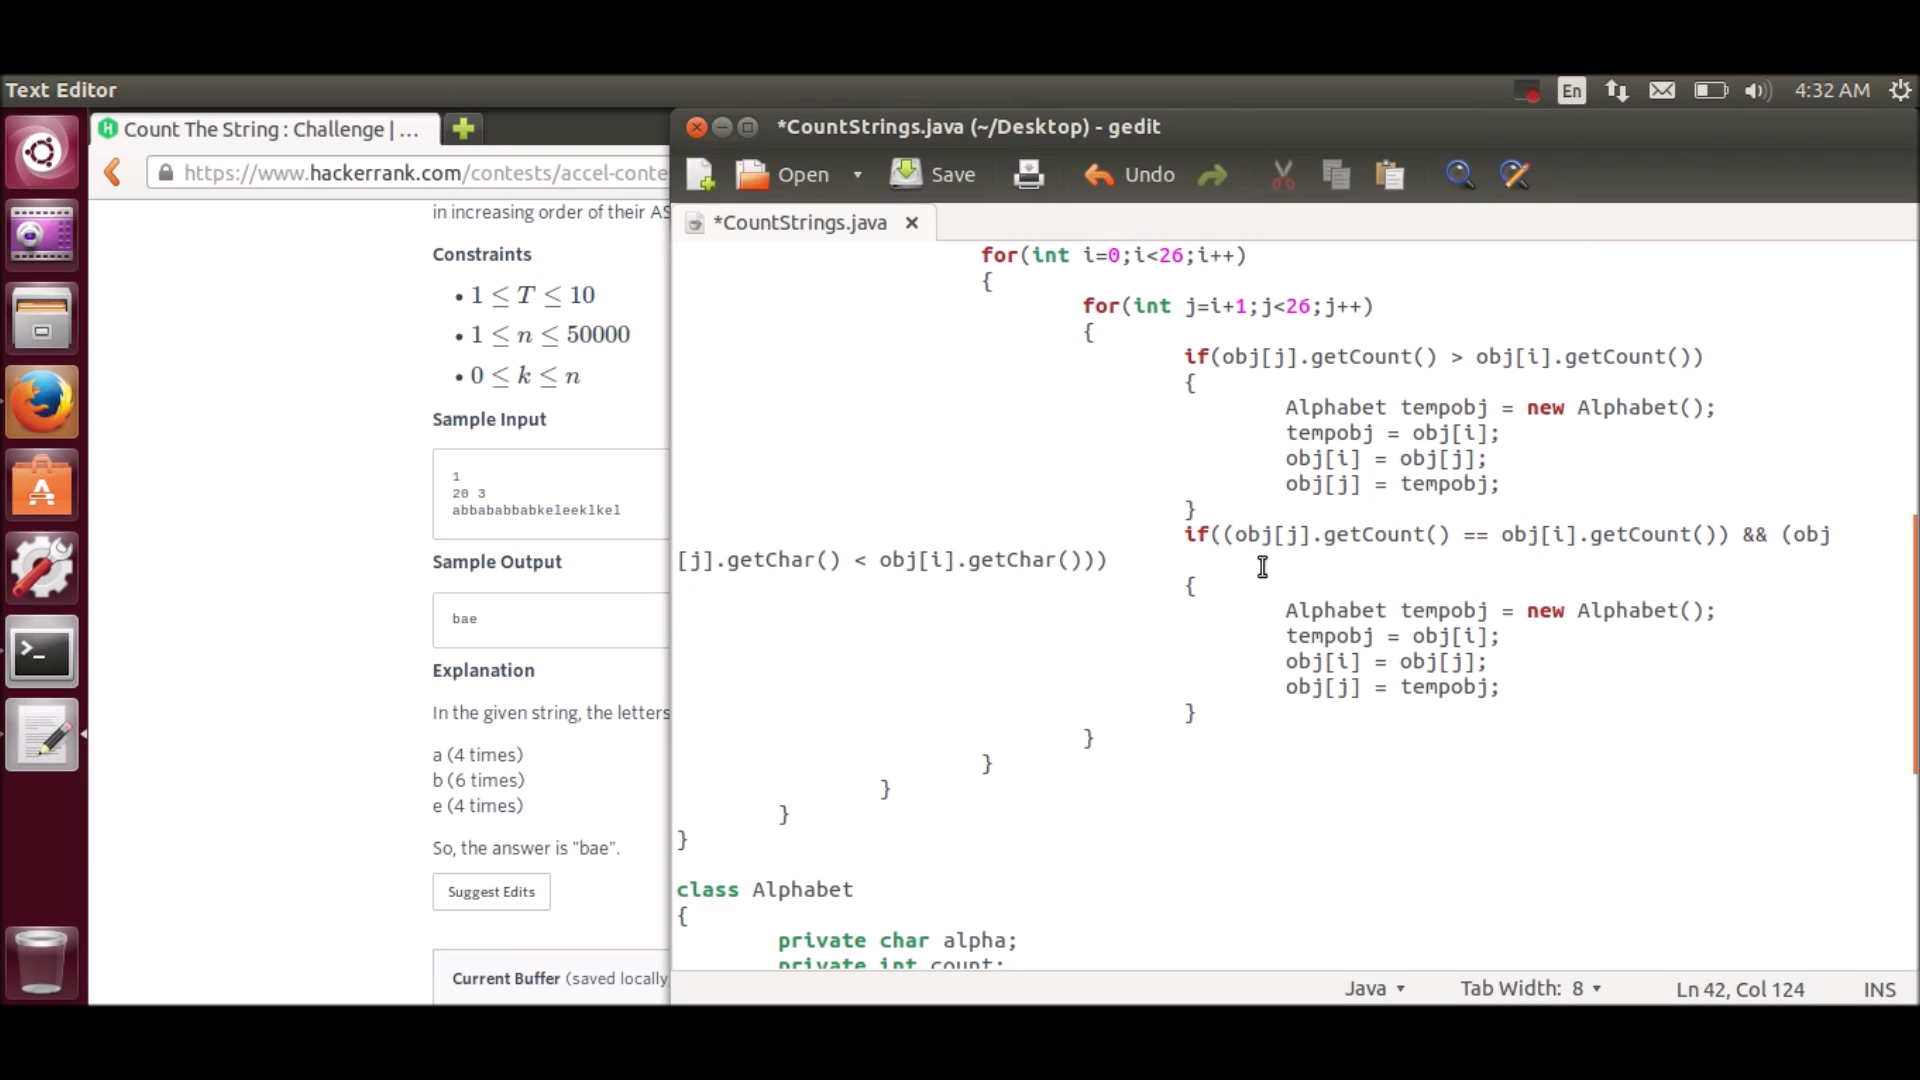 Text Editor
En
4:32 AM
Count The String : Challenge | ...
https://www.hackerrank.com/contests/accel-conte
in increasing order of their AS
Constraints
• 1 ≤ T ≤ 10
• 1 ≤ n ≤ 50000
• 0 ≤ k ≤ n
Sample Input
1
20 3
abbababbabkeleeklkel
Sample Output
bae
Explanation
In the given string, the letters
a (4 times)
b (6 times)
e (4 times)
So, the answer is "bae".
Suggest Edits
Current Buffer (saved locally
*CountStrings.java (~/Desktop) - gedit
Open
Save
Undo
*CountStrings.java
for(int i=0;i<26;i++)
{
for(int j=i+1;j<26;j++)
{
if(obj[j].getCount() > obj[i].getCount())
{
Alphabet tempobj = new Alphabet();
tempobj = obj[i];
obj[i] = obj[j];
obj[j] = tempobj;
}
if((obj[j].getCount() == obj[i].getCount()) && (obj
[j].getChar() < obj[i].getChar()))
{
Alphabet tempobj = new Alphabet();
tempobj = obj[i];
obj[i] = obj[j];
obj[j] = tempobj;
}
}
}
}
}
}
class Alphabet
{
private char alpha;
private int count;
Java
Tab Width: 8
Ln 42, Col 124
INS